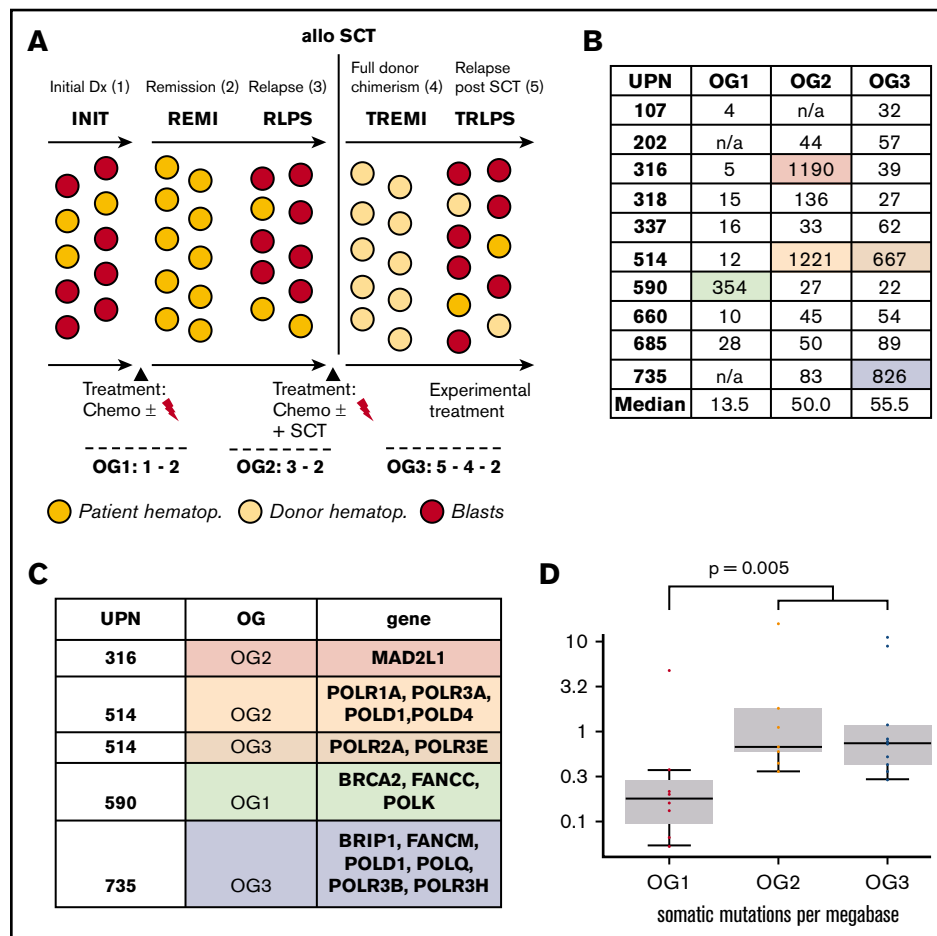 A
allo SCT
Initial Dx (1)
INIT
Remission (2)
REMI
Relapse (3)
RLPS
Full donor
chimerism (4)
TREMI
Relapse
post SCT (5)
TRLPS
Treatment:
Chemo ±
Treatment:
Chemo ±
+ SCT
Experimental
treatment
OG1: 1 - 2
OG2: 3 - 2
OG3: 5 - 4 - 2
Patient hematop.
Donor hematop.
Blasts
B
UPN OG1 OG2 OG3
107 4 n/a 32
202 n/a 44 57
316 5 1190 39
318 15 136 27
337 16 33 62
514 12 1221 667
590 354 27 22
660 10 45 54
685 28 50 89
735 n/a 83 826
Median 13.5 50.0 55.5
C
UPN OG gene
316 OG2 MAD2L1
POLR1A, POLR3A,
514 OG2 POLD1,POLD4
514 OG3 POLR2A, POLR3E
BRCA2, FANCC,
590 OG1 POLK
BRIP1, FANCM,
POLD1, POLQ,
735 OG3 POLR3B, POLR3H
D
p = 0.005
10
3.2
1
0.3
0.1
OG1 OG2 OG3
somatic mutations per megabase